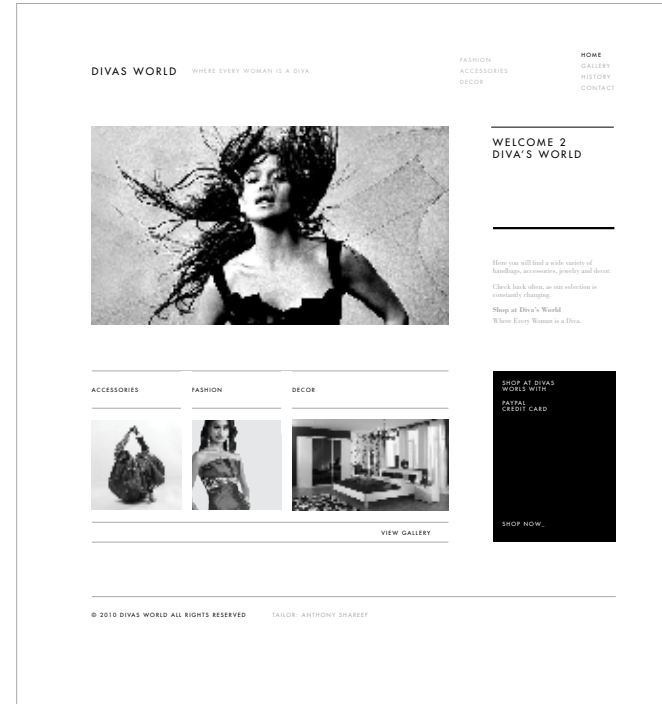 DIVAS WORLD
WHERE EVERY WOMAN IS A DIVA
FASHION
ACCESSORIES
DECOR
HOME
GALLERY
HISTORY
CONTACT
WELCOME 2
DIVA'S WORLD
Here you will find a wide variety of
handbags, accessories, jewelry and decor.
Check back often, as our selection is
constantly changing.
Shop at Diva's World
Where Every Woman is a Diva.
ACCESSORIES
FASHION
DECOR
VIEW GALLERY
SHOP AT DIVAS
WORLS WITH
PAYPAL
CREDIT CARD
SHOP NOW_
© 2010 DIVAS WORLD ALL RIGHTS RESERVED
TAILOR: ANTHONY SHAREEF